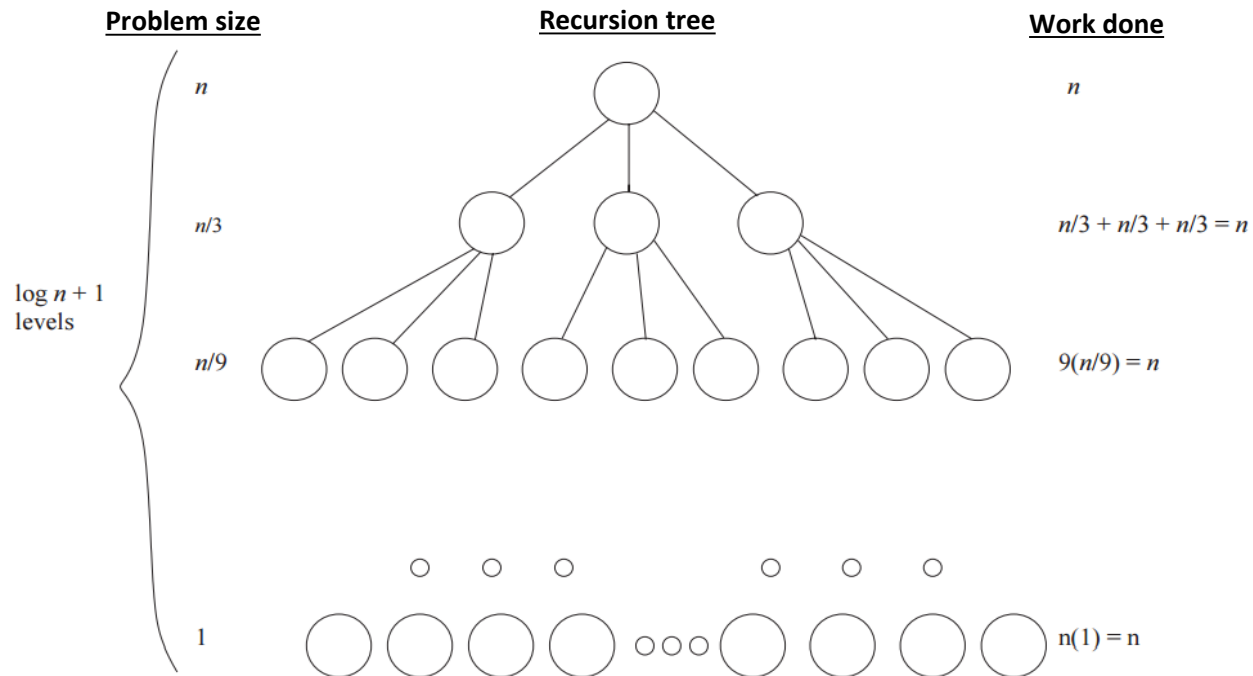 Problem size
Recursion tree
Work done
n
n
n/3
n/3 + n/3 + n/3 = n
log n + 1
levels
n/9
9(n/9) = n
1
n(1) = n